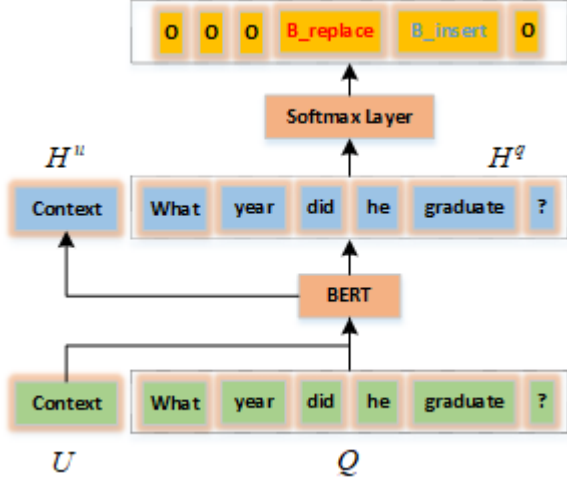 O O O B_replace B_insert O
Softmax Layer
H^u H^q
Context What year did he graduate ?
BERT
Context What year did he graduate ?
U Q